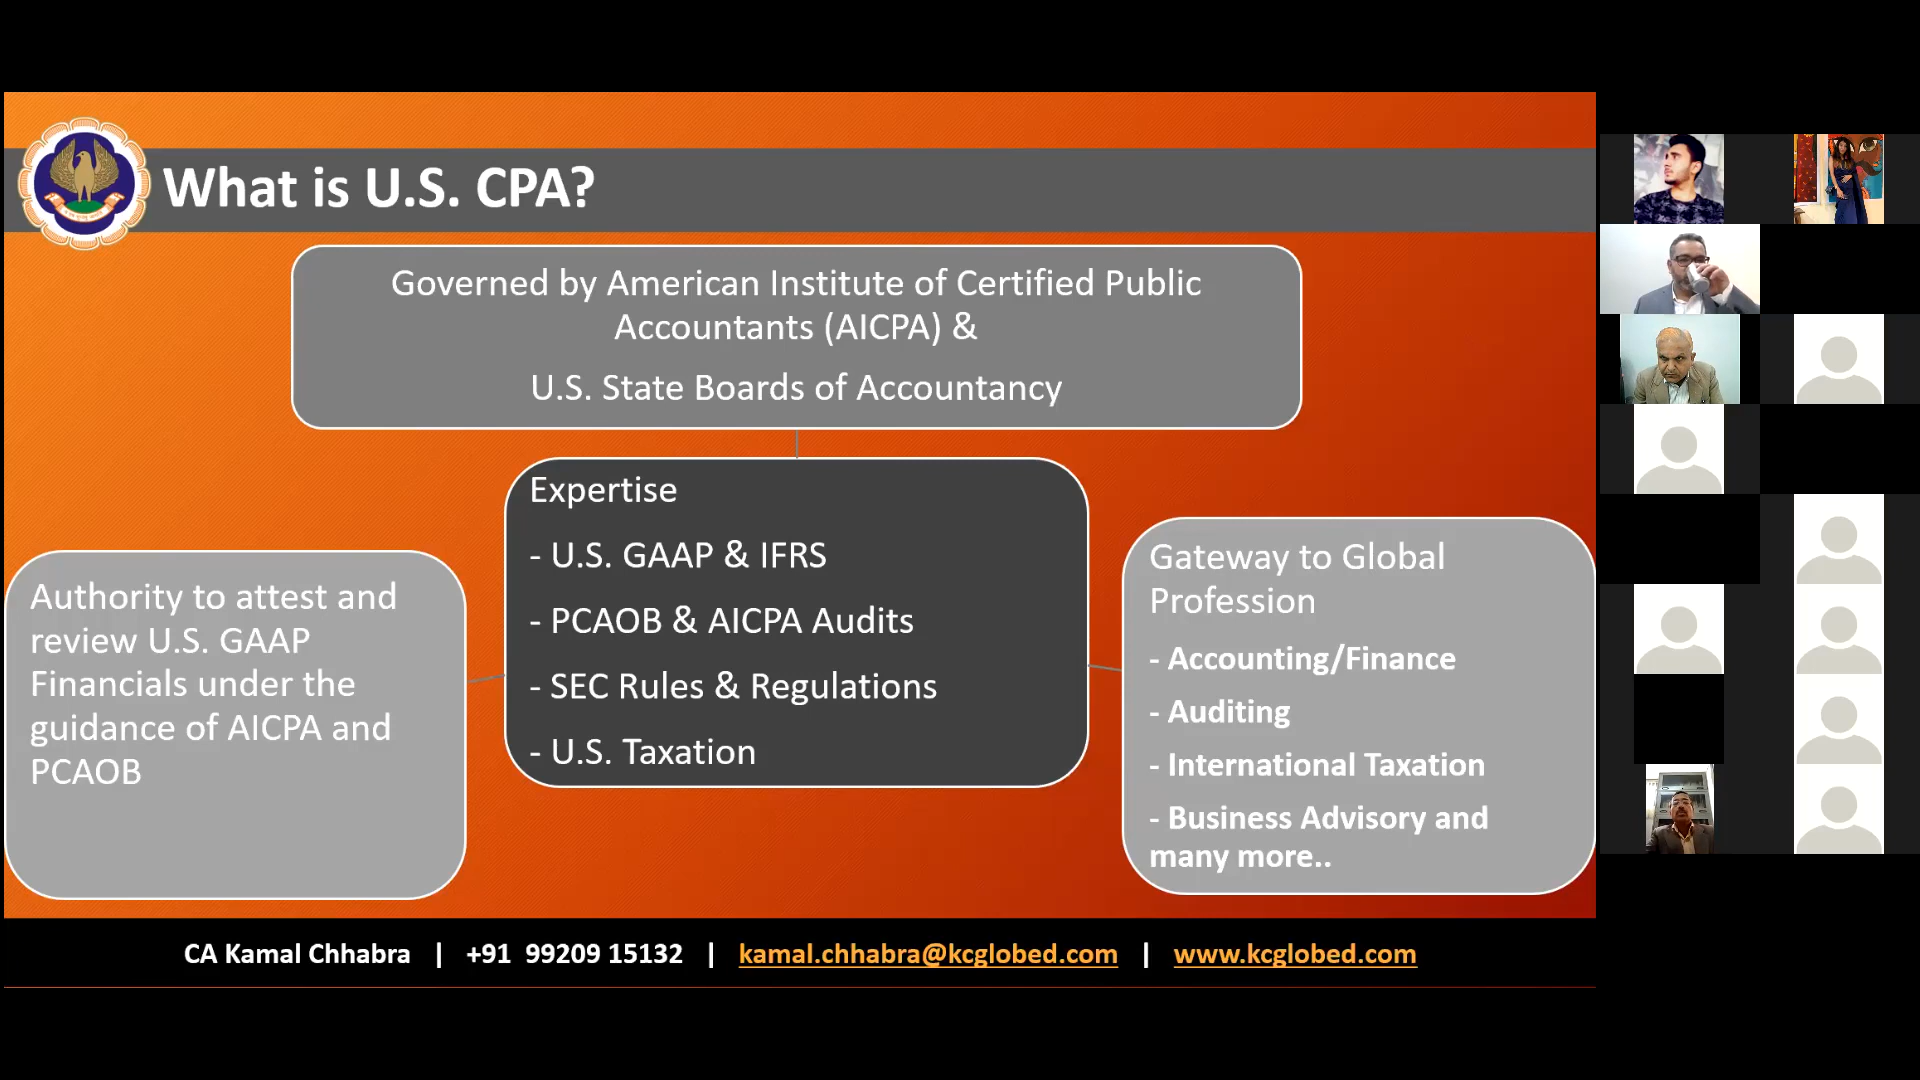 What is U.S. CPA?
Governed by American Institute of Certified Public
Accountants (AICPA) &
U.S. State Boards of Accountancy
Expertise
- U.S. GAAP & IFRS
- PCAOB & AICPA Audits
- SEC Rules & Regulations
- U.S. Taxation
Authority to attest and
review U.S. GAAP
Financials under the
guidance of AICPA and
PCAOB
Gateway to Global
Profession
- Accounting/Finance
- Auditing
- International Taxation
- Business Advisory and
many more..
CA Kamal Chhabra | +91 99209 15132 | kamal.chhabra@kcglobed.com | www.kcglobed.com